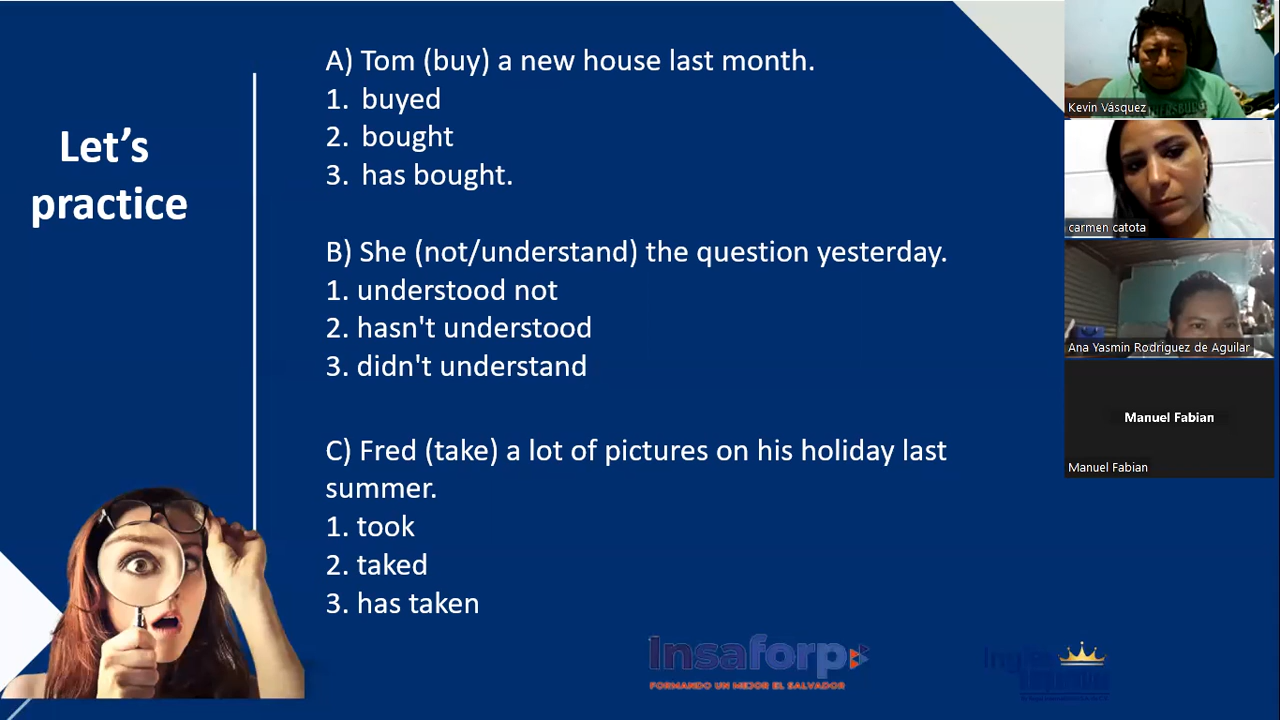 Let's
practice
A) Tom (buy) a new house last month.
1. buyed
2. bought
3. has bought.
B) She (not/understand) the question yesterday.
1. understood not
2. hasn't understood
3. didn't understand
C) Fred (take) a lot of pictures on his holiday last
summer.
1. took
2. taked
3. has taken
Insaforp
FORMANDO UN MEJOR EL SALVADOR
Kevin Vásquez
carmen catota
Ana Yasmin Rodriguez de Aguilar
Manuel Fabian
Manuel Fabian